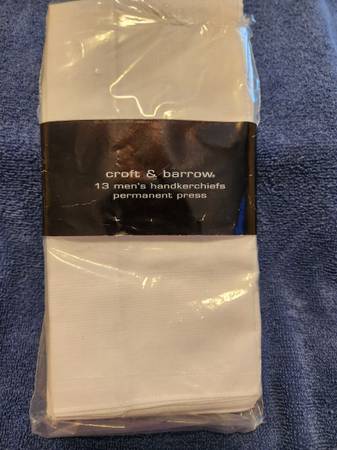 croft & barrow®
13 men's handkerchiefs
permanent press